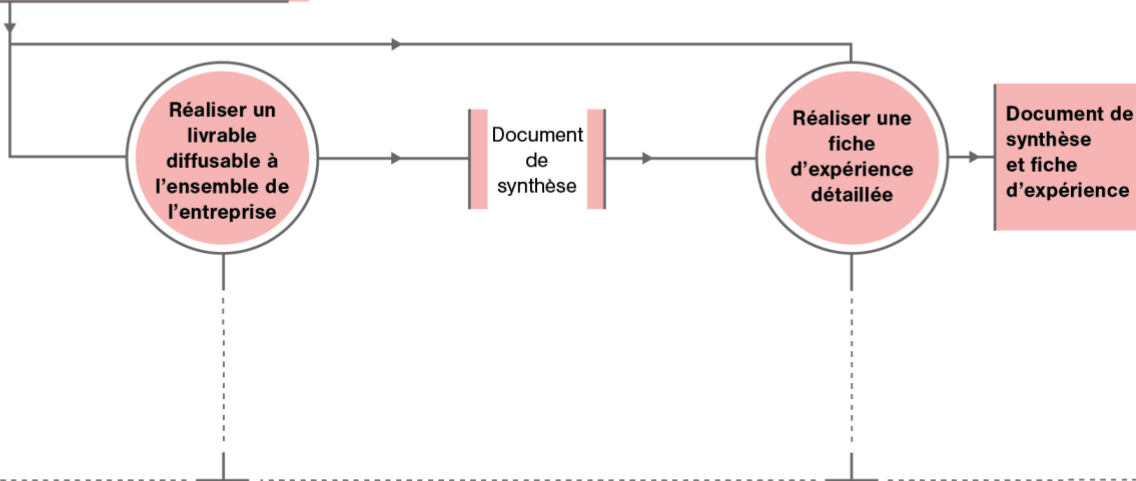 Réaliser un
livrable
diffusable à
l'ensemble de
l'entreprise
Document
de
synthèse
Réaliser une
fiche
d'expérience
détaillée
Document de
synthèse
et fiche
d'expérience